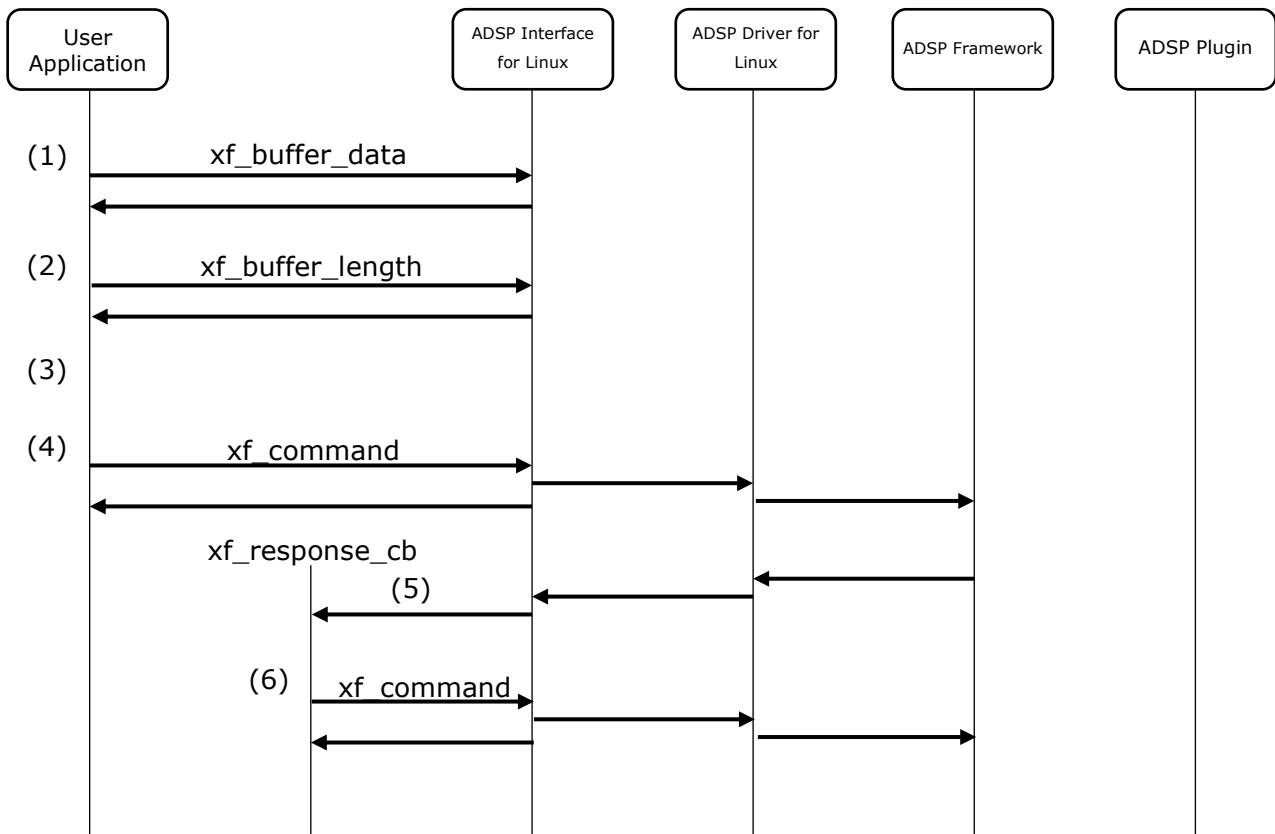 User
Application
ADSP Interface
for Linux
ADSP Driver for
Linux
ADSP Framework
ADSP Plugin
(1)
xf_buffer_data
(2)
xf_buffer_length
(3)
(4)
xf_command
xf_response_cb
(5)
(6)
xf_command